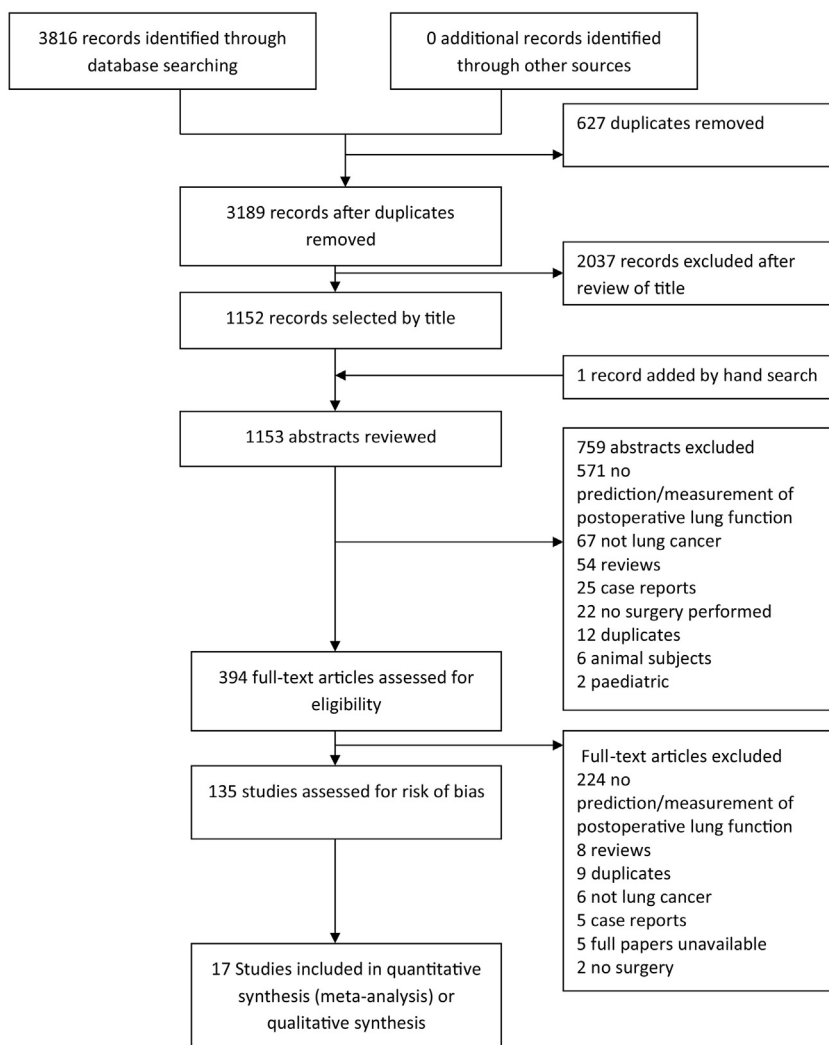 3816 records identified through
database searching
0 additional records identified
through other sources
627 duplicates removed
3189 records after duplicates
removed
2037 records excluded after
review of title
1152 records selected by title
1 record added by hand search
1153 abstracts reviewed
759 abstracts excluded
571 no
prediction/measurement of
postoperative lung function
67 not lung cancer
54 reviews
25 case reports
22 no surgery performed
12 duplicates
6 animal subjects
2 paediatric
394 full-text articles assessed for
eligibility
Full-text articles excluded
224 no
prediction/measurement of
postoperative lung function
8 reviews
9 duplicates
6 not lung cancer
5 case reports
5 full papers unavailable
2 no surgery
135 studies assessed for risk of bias
17 Studies included in quantitative
synthesis (meta-analysis) or
qualitative synthesis